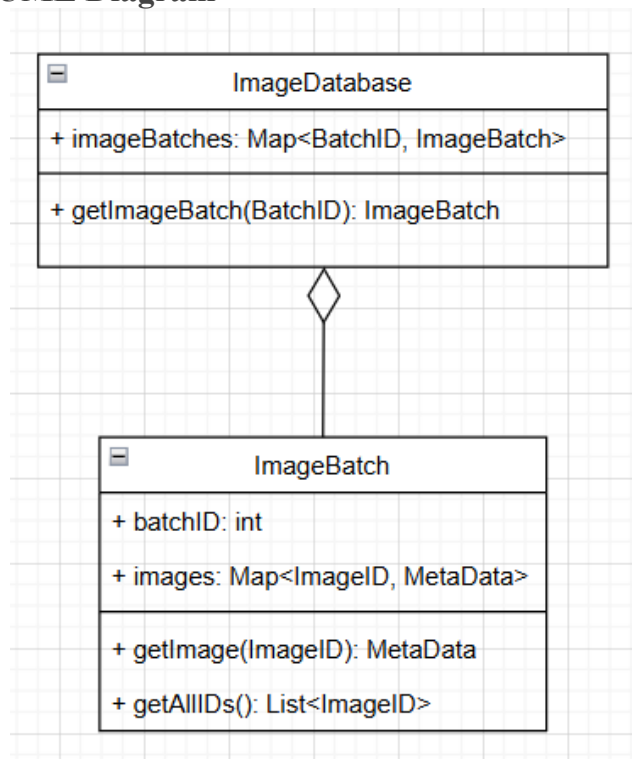 UML Diagram
ImageDatabase
+ imageBatches: Map<BatchID, ImageBatch>
+ getImageBatch(BatchID): ImageBatch
ImageBatch
+ batchID: int
+ images: Map<ImageID, MetaData>
+ getImage(ImageID): MetaData
+ getAllIDs(): List<ImageID>